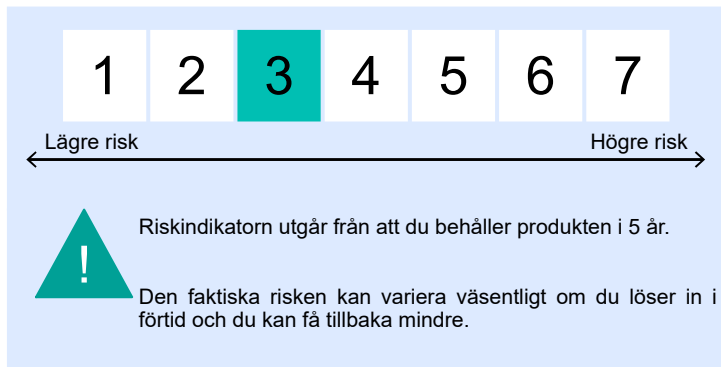 1 2 3 4 5 6 7
Lägre risk Högre risk
!
Riskindikatorn utgår från att du behåller produkten i 5 år.
Den faktiska risken kan variera väsentligt om du löser in i
förtid och du kan få tillbaka mindre.